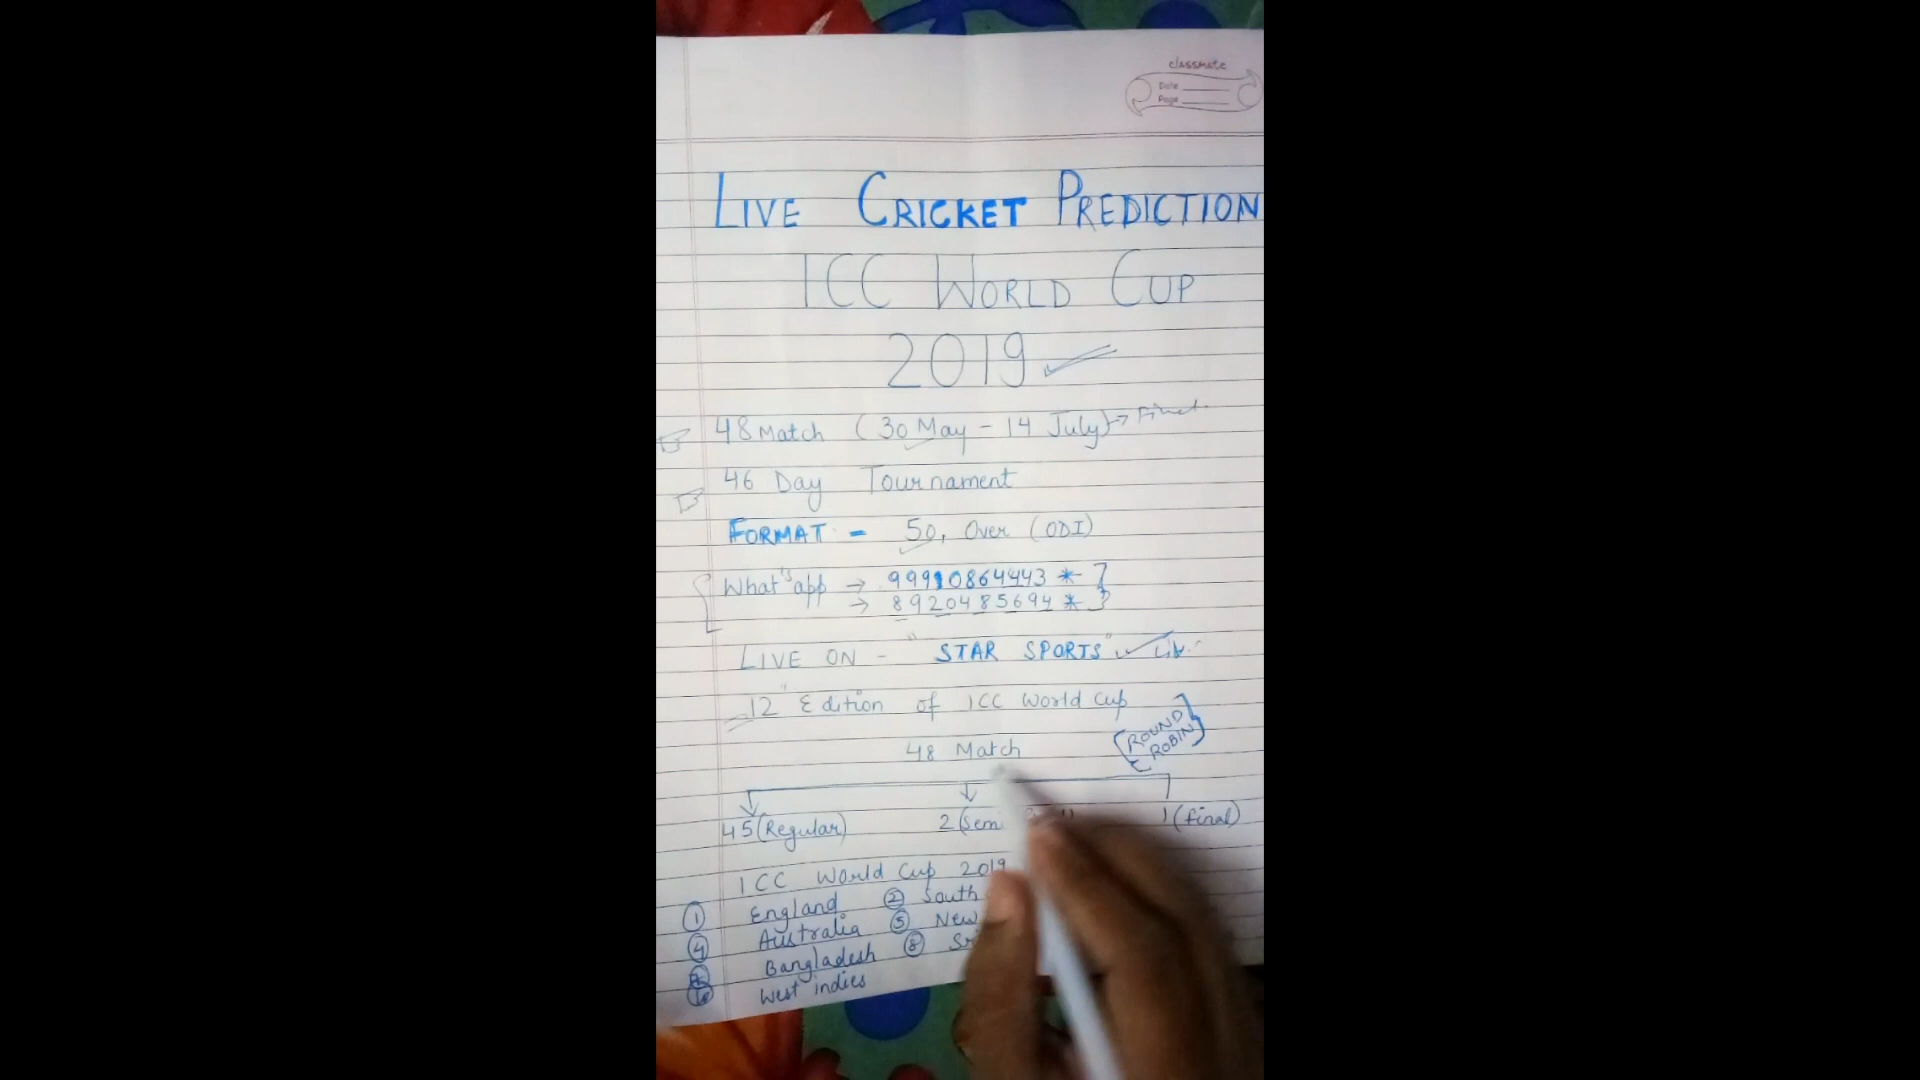 classmate
Date
Page
LIVE CRICKET PREDICTION
ICC WORLD CUP
2019
48 Match (30 May - 14 July) → Final
46 Day Tournament
FORMAT - 50, Over (ODI)
What's app → 99910864443 *
→ 8920485694 *
LIVE ON - "STAR SPORTS"
12 Edition of ICC World Cup
48 Match
[ROUND ROBIN]
45 (Regular) 2 (Sem 1 (final)
ICC World Cup 2019
① England ② South
④ Australia ⑤ New
Bangladesh ⑧ Sri
West indies